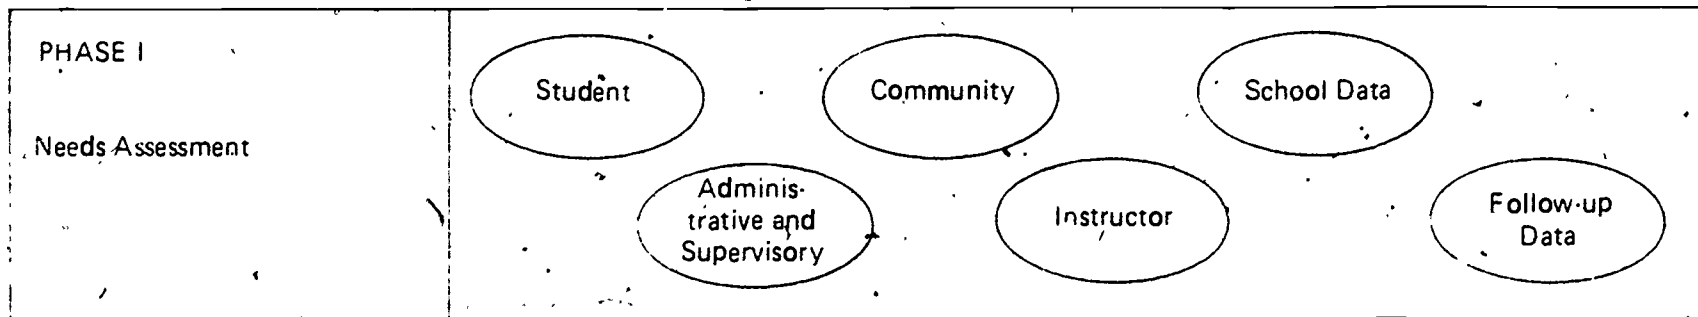 PHASE I
Needs Assessment
Student
Community
School Data
Adminis-
trative and
Supervisory
Instructor
Follow-up
Data